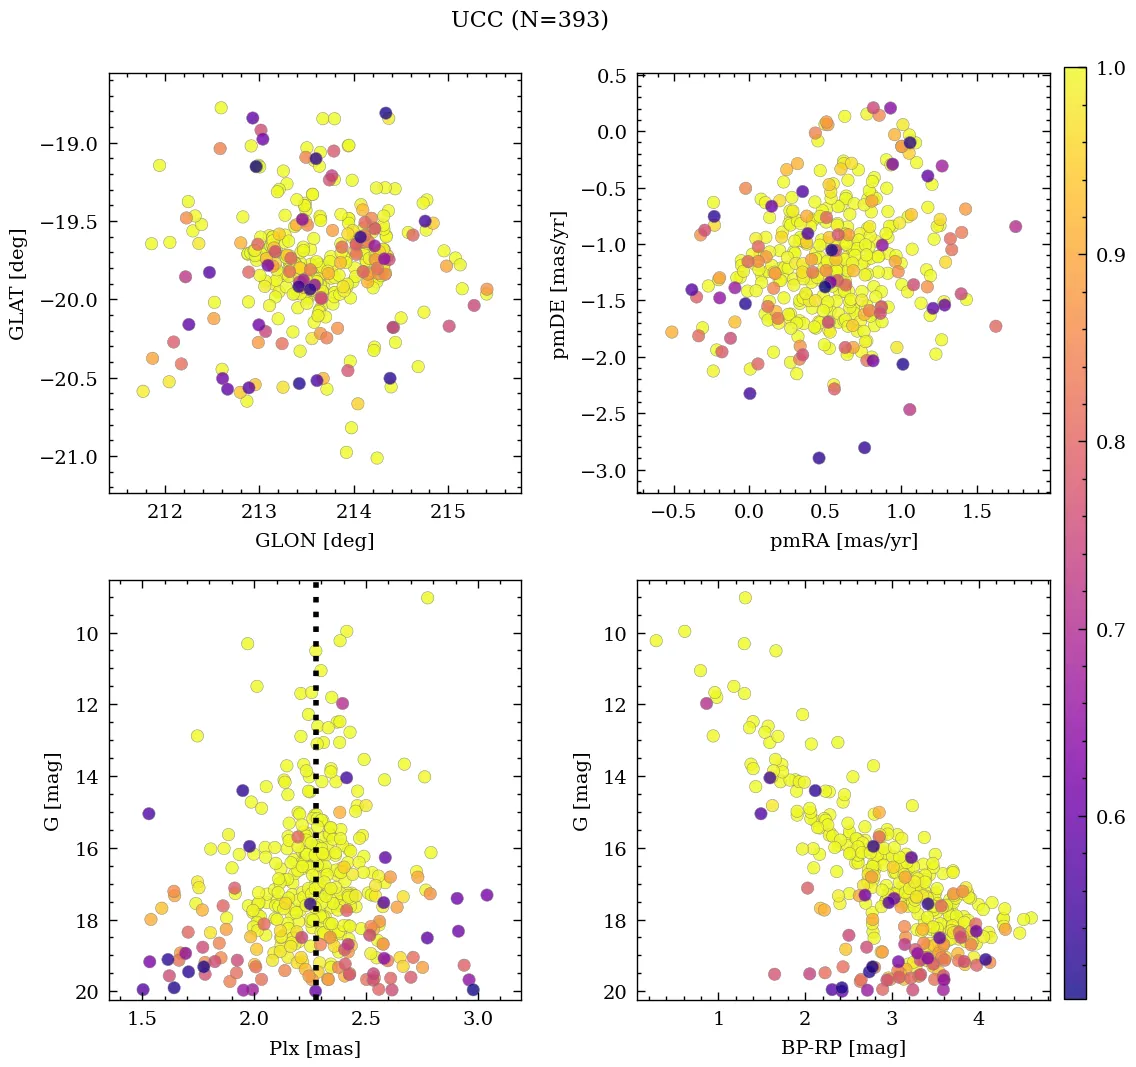 UCC (N=393)
−19.0
−19.5
−20.0
−20.5
−21.0
GLAT [deg]
212 213 214 215
GLON [deg]
0.5
0.0
−0.5
−1.0
−1.5
−2.0
−2.5
−3.0
pmDE [mas/yr]
−0.5 0.0 0.5 1.0 1.5
pmRA [mas/yr]
10
12
14
16
18
20
G [mag]
1.5 2.0 2.5 3.0
Plx [mas]
10
12
14
16
18
20
G [mag]
1 2 3 4
BP-RP [mag]
1.0
0.9
0.8
0.7
0.6